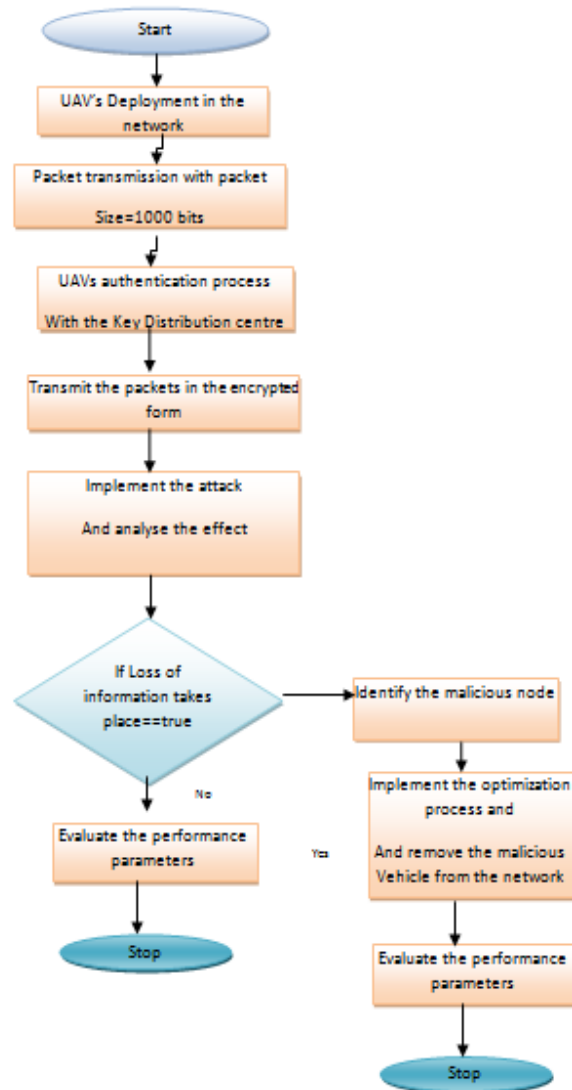 Start
UAV's Deployment in the
network
Packet transmission with packet
Size=1000 bits
UAVs authentication process
With the Key Distribution centre
Transmit the packets in the encrypted
form
Implement the attack
And analyse the effect
If Loss of
information takes
place==true
No
Evaluate the performance
parameters
Stop
Yes
Identify the malicious node
Implement the optimization
process and
And remove the malicious
Vehicle from the network
Evaluate the performance
parameters
Stop